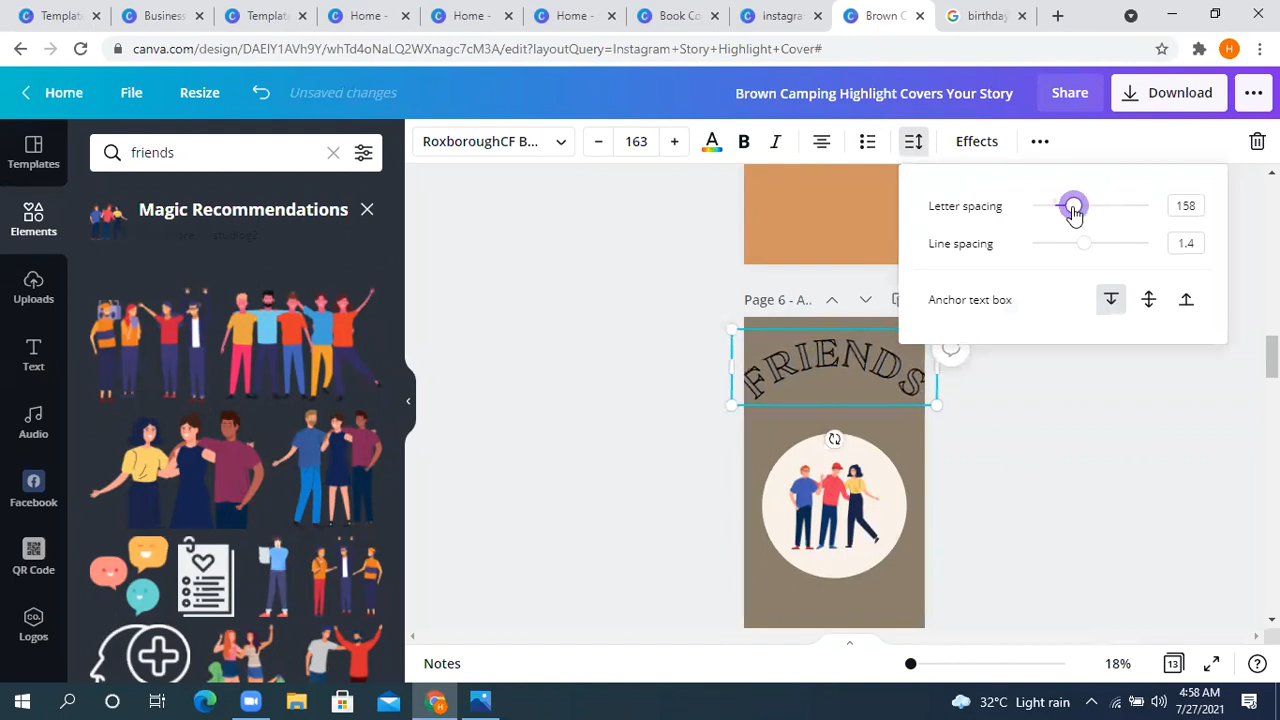 Templat
Business
Templat
Home -
Home -
Home -
Book Co
instagra
Brown C
birthday
canva.com/design/DAElY1AVh9Y/whTd4oNaLQ2WXnagc7cM3A/edit?layoutQuery=Instagram+Story+Highlight+Cover#
H
Home
File
Resize
Unsaved changes
Brown Camping Highlight Covers Your Story
Share
Download
Templates
Elements
Uploads
Text
Audio
Facebook
QR Code
Logos
friends
Magic Recommendations
RoxboroughCF B...
163
A
B
I
Effects
Letter spacing
158
Line spacing
1.4
Anchor text box
Page 6 - A..
FRIENDS
Notes
18%
13
32°C Light rain
4:58 AM
7/27/2021